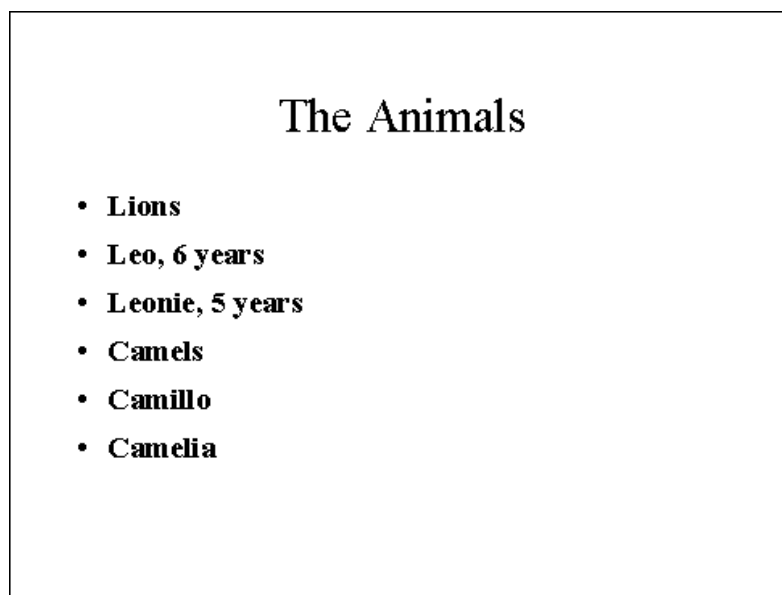 The Animals
• Lions
• Leo, 6 years
• Leonie, 5 years
• Camels
• Camillo
• Camelia